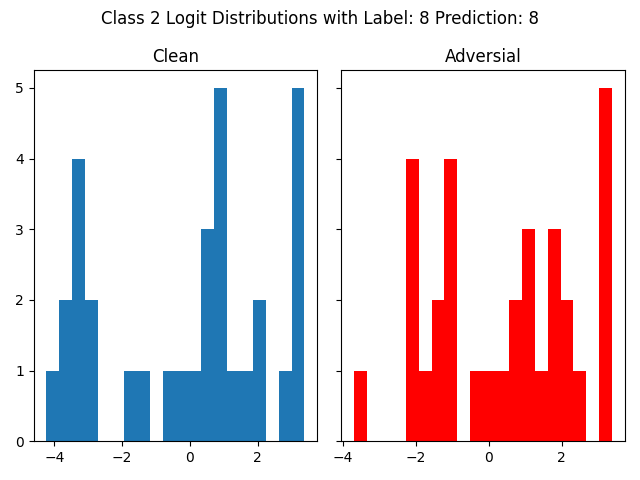 Class 2 Logit Distributions with Label: 8 Prediction: 8
Clean
Adversial
5
4
3
2
1
0
−4 −2 0 2
−4 −2 0 2